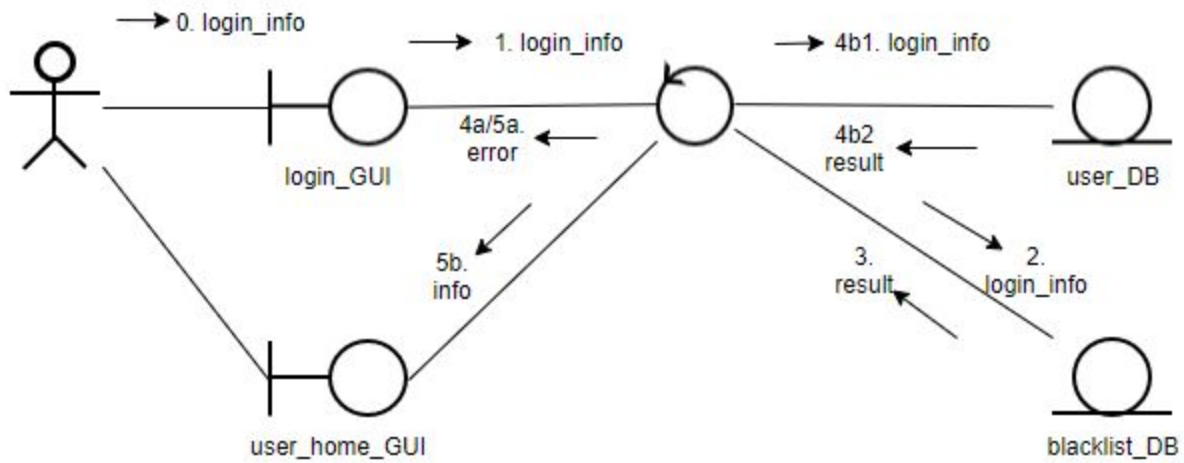 0. login_info
1. login_info
4b1. login_info
4a/5a.
error
4b2
result
login_GUI
user_DB
5b.
info
3.
result
2.
login_info
user_home_GUI
blacklist_DB